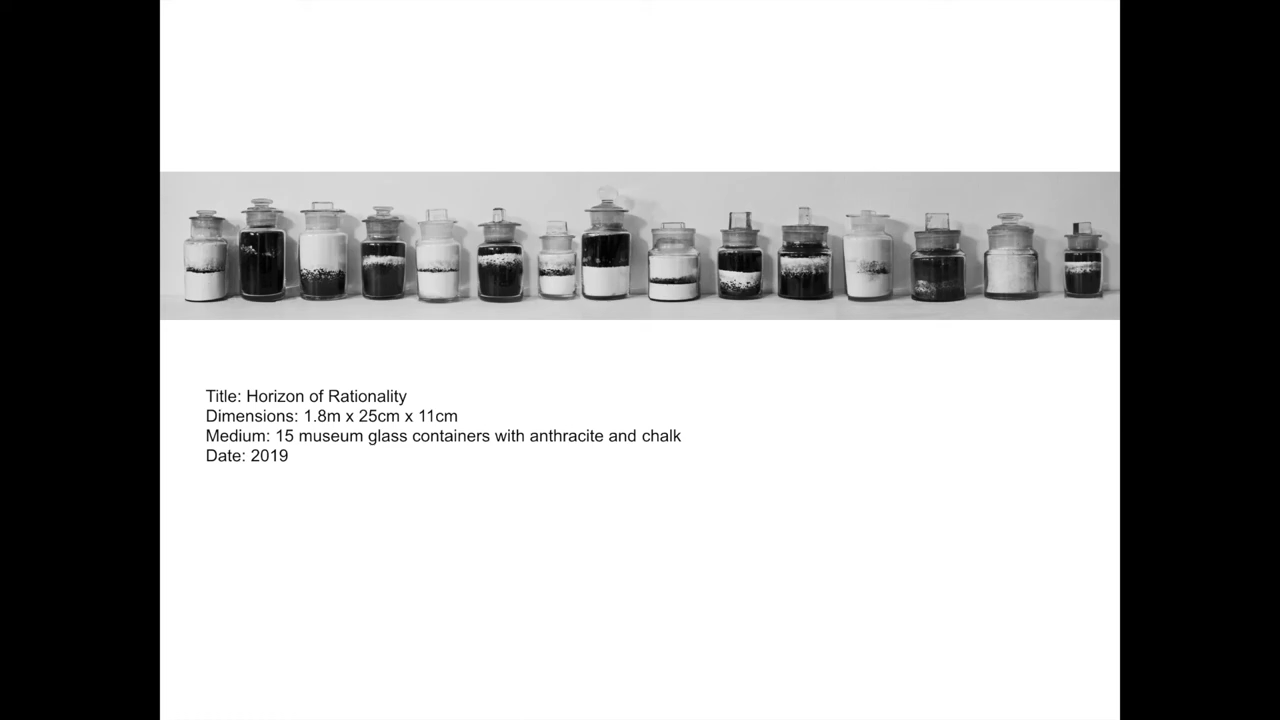 Title: Horizon of Rationality
Dimensions: 1.8m x 25cm x 11cm
Medium: 15 museum glass containers with anthracite and chalk
Date: 2019